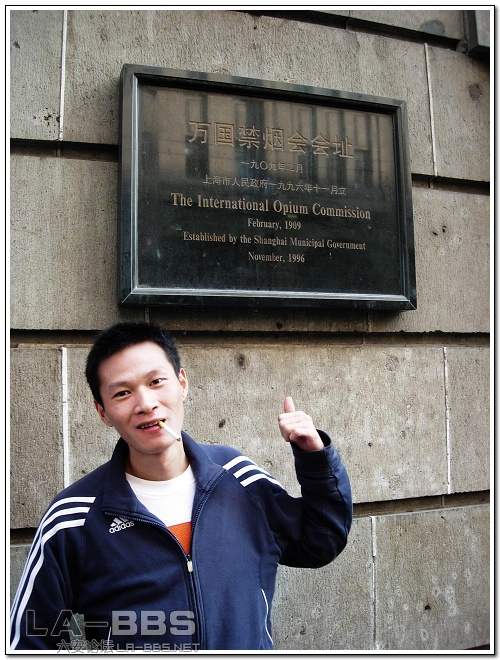 万国禁烟会会址
一九〇九年二月
上海市人民政府一九九六年十一月立
The International Opium Commission
February, 1909
Established by the Shanghai Municipal Government
November, 1996
adidas
LA-BBS
六安论坛LA-BBS.NET